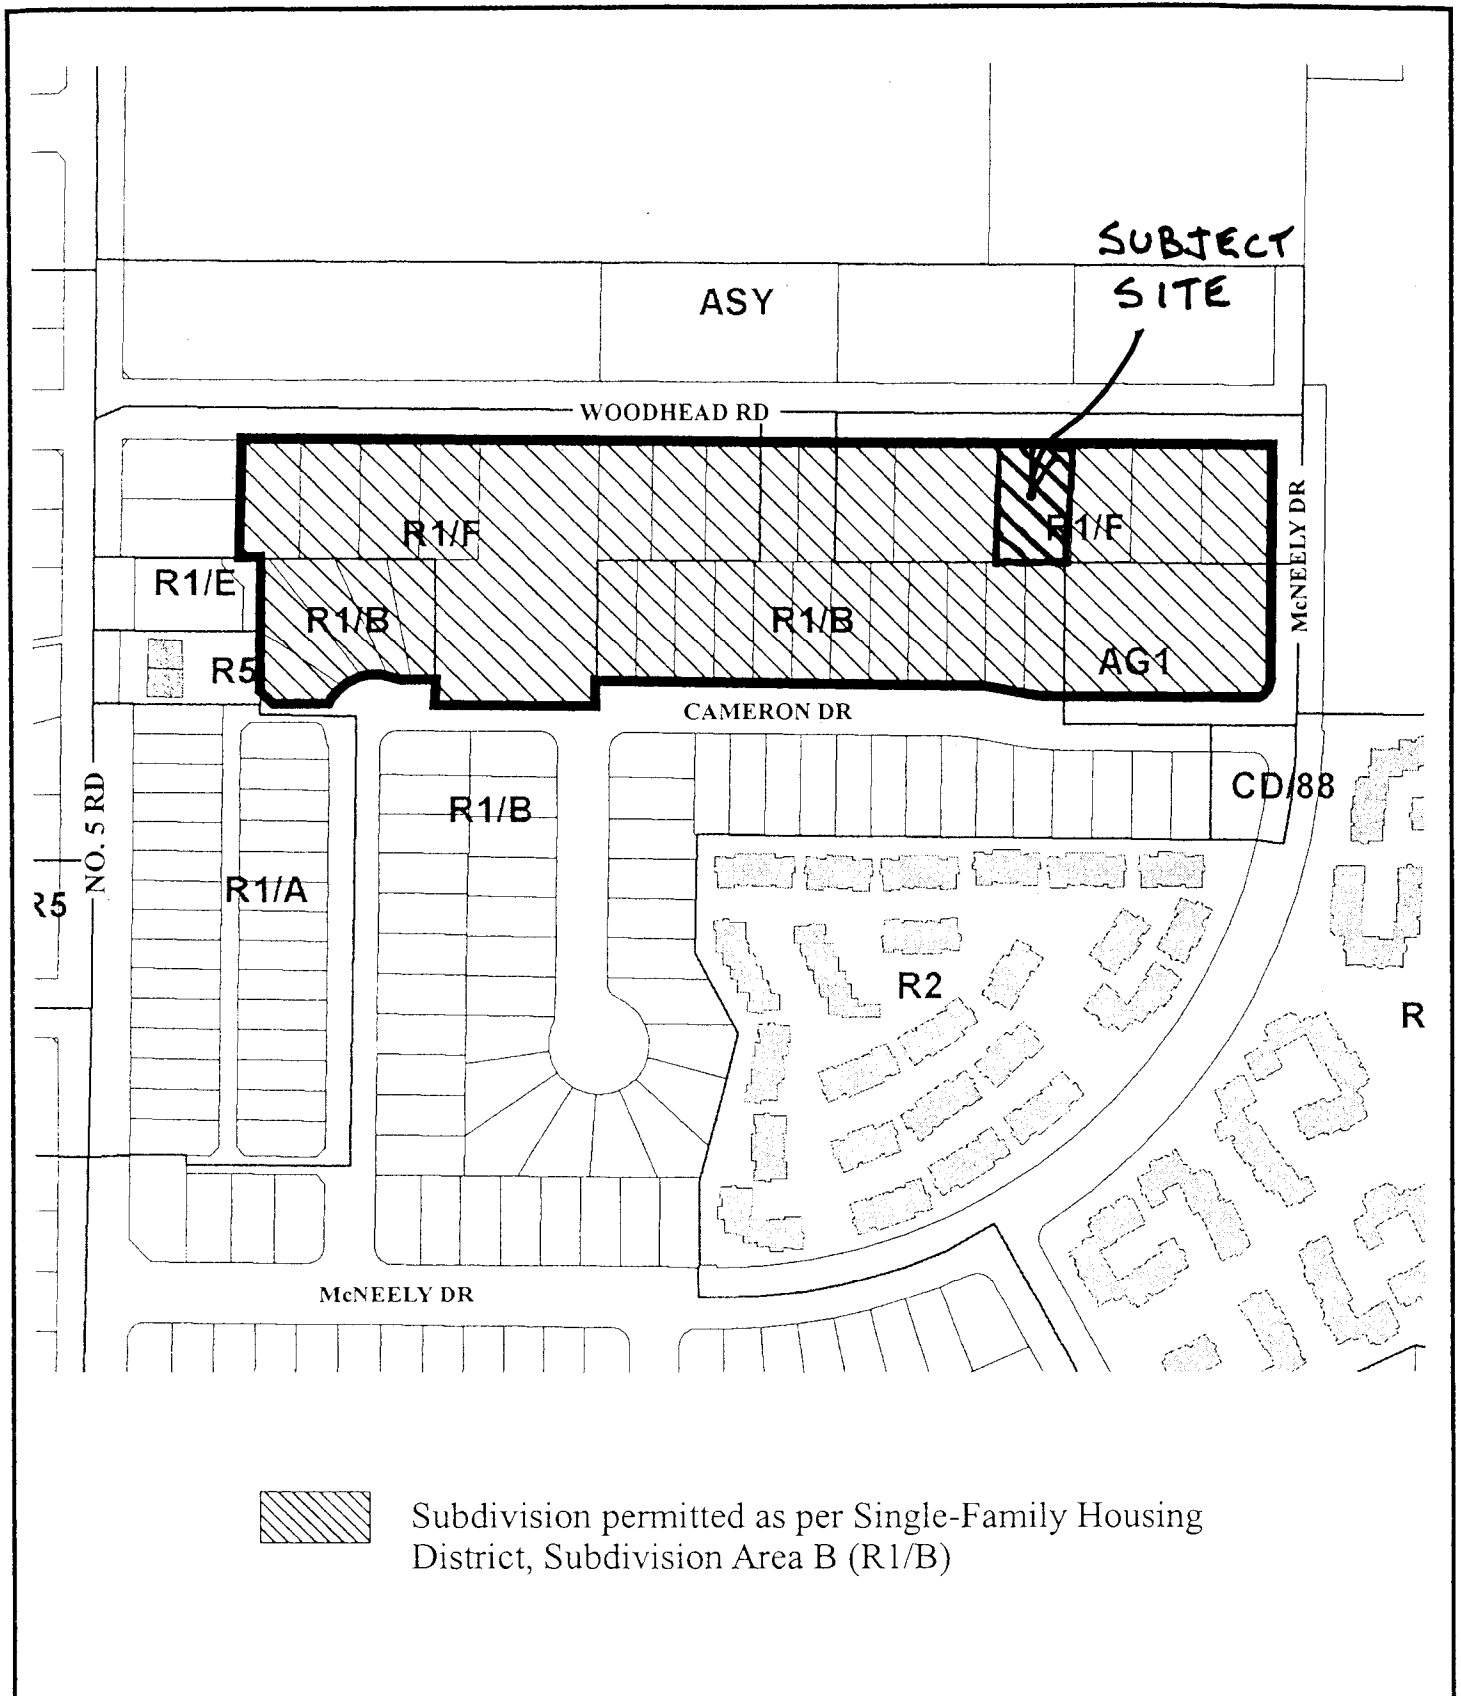 SUBJECT
SITE
ASY
WOODHEAD RD
R1/F
R1/F
McNEELY DR
R1/E
R1/B
R1/B
R5
AG1
CAMERON DR
CD/88
NO. 5 RD
R1/B
R1/A
R5
R2
R
McNEELY DR
Subdivision permitted as per Single-Family Housing
District, Subdivision Area B (R1/B)